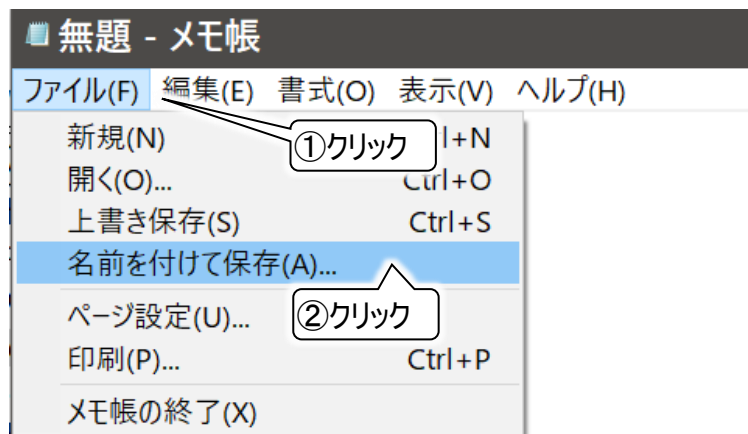 無題 - メモ帳
ファイル(F) 編集(E) 書式(O) 表示(V) ヘルプ(H)
新規(N) l+N
①クリック
開く(O)... Ctrl+O
上書き保存(S) Ctrl+S
名前を付けて保存(A)...
②クリック
ページ設定(U)...
印刷(P)... Ctrl+P
メモ帳の終了(X)